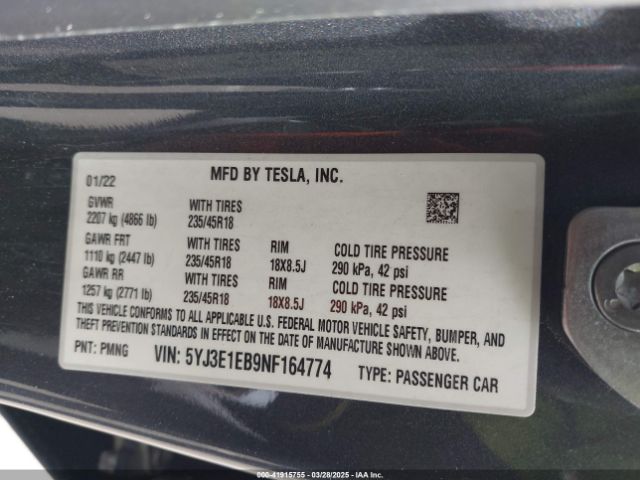 MFD BY TESLA, INC.
01/22
GVWR WITH TIRES
2207 kg (4866 lb) 235/45R18
GAWR FRT WITH TIRES RIM COLD TIRE PRESSURE
1110 kg (2447 lb) 235/45R18 18X8.5J 290 kPa, 42 psi
GAWR RR WITH TIRES RIM COLD TIRE PRESSURE
1257 kg (2771 lb) 235/45R18 18X8.5J 290 kPa, 42 psi
THIS VEHICLE CONFORMS TO ALL APPLICABLE U.S. FEDERAL MOTOR VEHICLE SAFETY, BUMPER, AND
THEFT PREVENTION STANDARDS IN EFFECT ON THE DATE OF MANUFACTURE SHOWN ABOVE.
PNT: PMNG VIN: 5YJ3E1EB9NF164774 TYPE: PASSENGER CAR
000-41915755 - 03/28/2025 - IAA Inc.